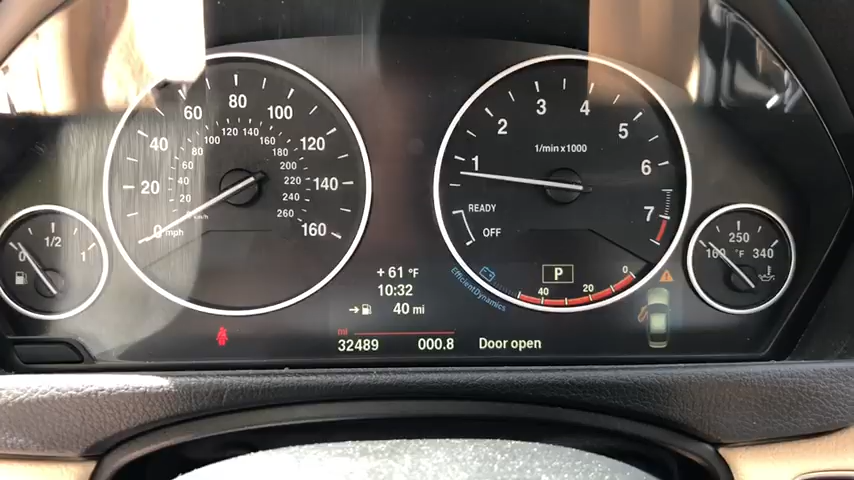 0 1/2 1
0 mph 20 40 60 80 100 120 140 160
km/h 20 40 60 80 100 120 140 160 180 200 220 240 260
1 2 3 4 5 6 7
1/min x1000
READY
OFF
EfficientDynamics
40 20 0
P
160 250 340
°F
+ 61 °F
10:32
40 mi
mi
32489 000.8 Door open